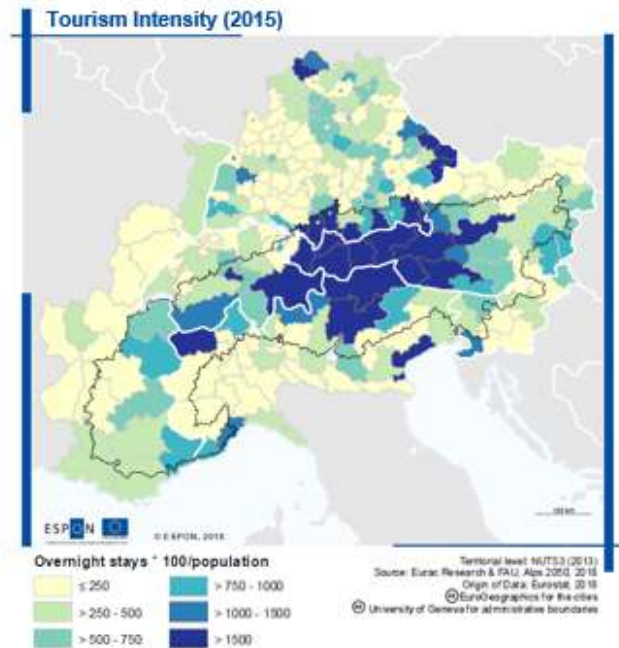 Tourism Intensity (2015)
ESPON
© ESPON, 2018
Overnight stays * 100/population
≤ 250
> 250 - 500
> 500 - 750
> 750 - 1000
> 1000 - 1500
> 1500
Territorial level: NUTS3 (2013)
Source: Eurac Research & FAU, Alps 2050, 2018
Origin of Data: Eurostat, 2018
EuroGeographics for the cities
University of Geneva for administrative boundaries